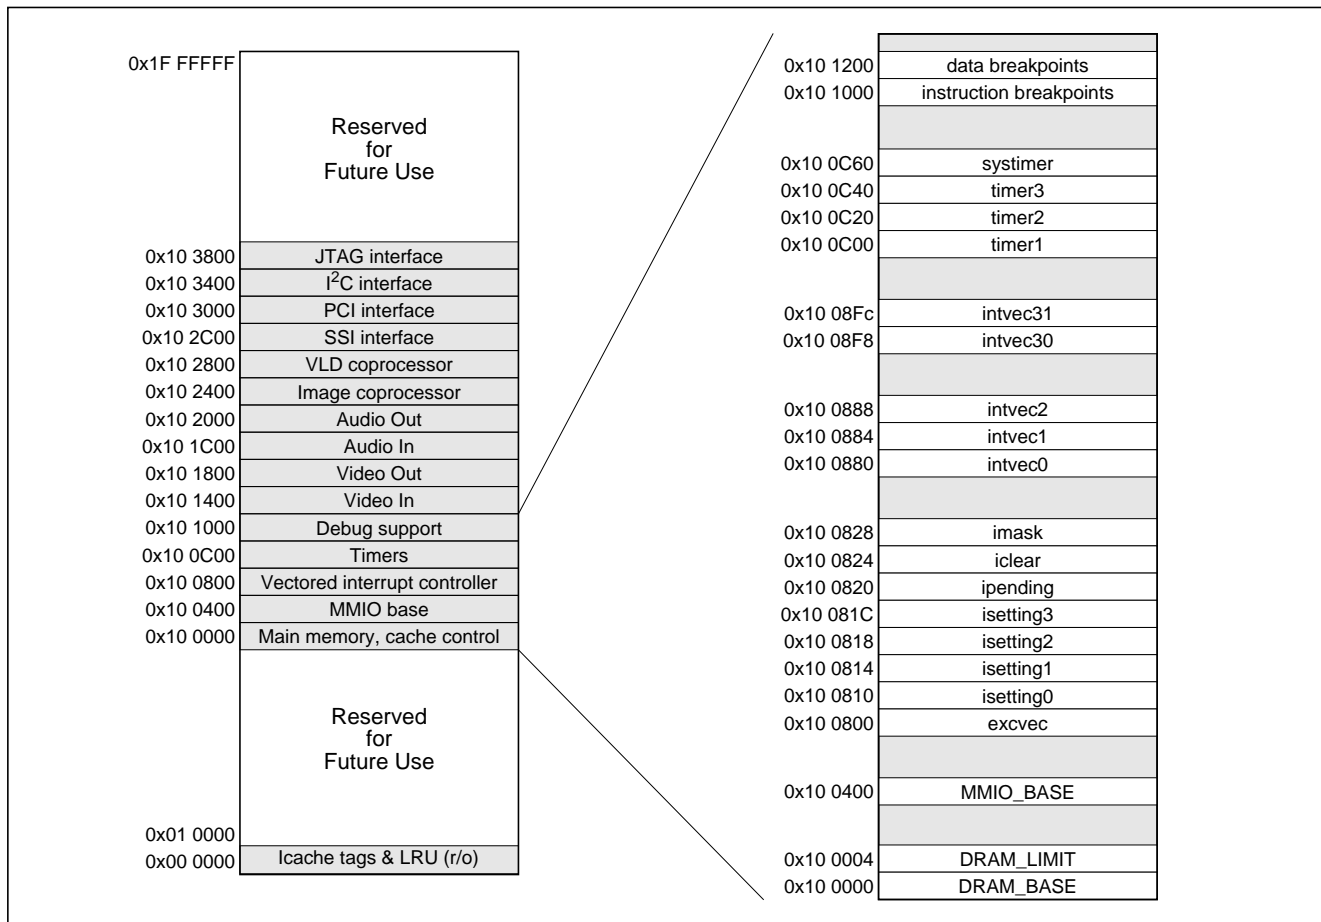 0x1F FFFFF
Reserved
for
Future Use
0x10 3800 JTAG interface
0x10 3400 I2C interface
0x10 3000 PCI interface
0x10 2C00 SSI interface
0x10 2800 VLD coprocessor
0x10 2400 Image coprocessor
0x10 2000 Audio Out
0x10 1C00 Audio In
0x10 1800 Video Out
0x10 1400 Video In
0x10 1000 Debug support
0x10 0C00 Timers
0x10 0800 Vectored interrupt controller
0x10 0400 MMIO base
0x10 0000 Main memory, cache control
Reserved
for
Future Use
0x01 0000
0x00 0000 Icache tags & LRU (r/o)
0x10 1200 data breakpoints
0x10 1000 instruction breakpoints
0x10 0C60 systimer
0x10 0C40 timer3
0x10 0C20 timer2
0x10 0C00 timer1
0x10 08Fc intvec31
0x10 08F8 intvec30
0x10 0888 intvec2
0x10 0884 intvec1
0x10 0880 intvec0
0x10 0828 imask
0x10 0824 iclear
0x10 0820 ipending
0x10 081C isetting3
0x10 0818 isetting2
0x10 0814 isetting1
0x10 0810 isetting0
0x10 0800 excvec
0x10 0400 MMIO_BASE
0x10 0004 DRAM_LIMIT
0x10 0000 DRAM_BASE